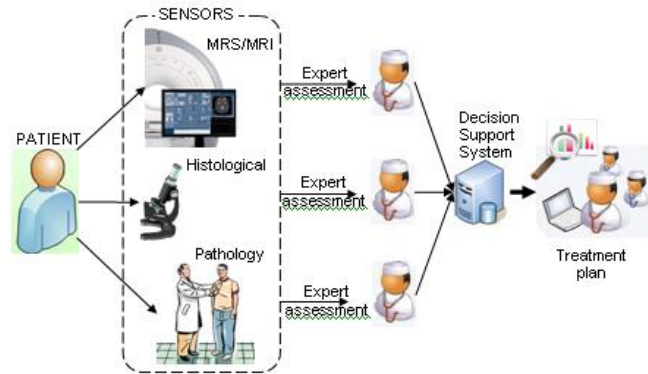 SENSORS
MRS/MRI
PATIENT
Histological
Pathology
Expert
assessment
Expert
assessment
Expert
assessment
Decision
Support
System
Treatment
plan